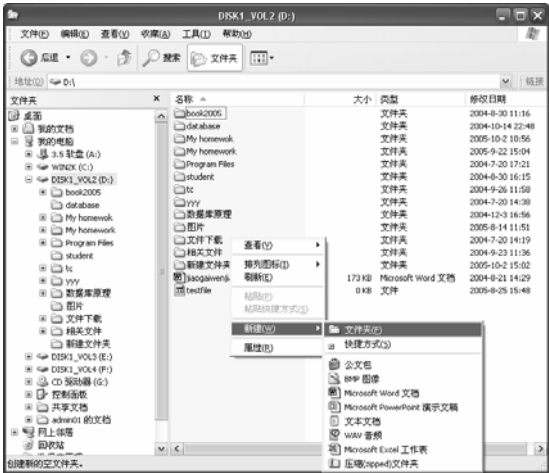 DISK1_VOL2 (D:)
文件(F) 编辑(E) 查看(V) 收藏(A) 工具(T) 帮助(H)
后退 搜索 文件夹
地址(D) D:\ 链接
文件夹 ×
桌面
我的文档
我的电脑
3.5 软盘 (A:)
WIN2K (C:)
DISK1_VOL2 (D:)
book2005
database
My homewok
My homework
Program Files
student
tc
yyy
数据库原理
图片
文件下载
相关文件
新建文件夹
DISK1_VOL3 (E:)
DISK1_VOL4 (F:)
CD 驱动器 (G:)
控制面板
共享文档
admin01 的文档
网上邻居
回收站
名称 大小 类型 修改日期
book2005 文件夹 2004-8-30 11:16
database 文件夹 2004-10-14 22:48
My homewok 文件夹 2005-10-2 10:56
My homework 文件夹 2005-9-22 15:04
Program Files 文件夹 2004-7-20 17:21
student 文件夹 2004-8-30 16:15
tc 文件夹 2004-9-26 11:58
yyy 文件夹 2004-7-20 14:38
数据库原理 文件夹 2004-12-3 16:56
图片 文件夹 2005-8-14 11:51
文件下载 文件夹 2004-7-20 14:19
相关文件 文件夹 2004-9-23 11:36
新建文件夹 文件夹 2005-10-2 15:02
jiaogaiwenji 173 KB Microsoft Word 文档 2004-8-21 14:29
testfile 0 KB 文件 2005-8-25 15:48
查看(V)
排列图标(I)
刷新(E)
粘贴(P)
粘贴快捷方式(S)
新建(W)
属性(R)
文件夹(F)
快捷方式(S)
公文包
BMP 图像
Microsoft Word 文档
Microsoft PowerPoint 演示文稿
文本文档
WAV 音频
Microsoft Excel 工作表
压缩(zipped)文件夹
创建新的空文件夹。